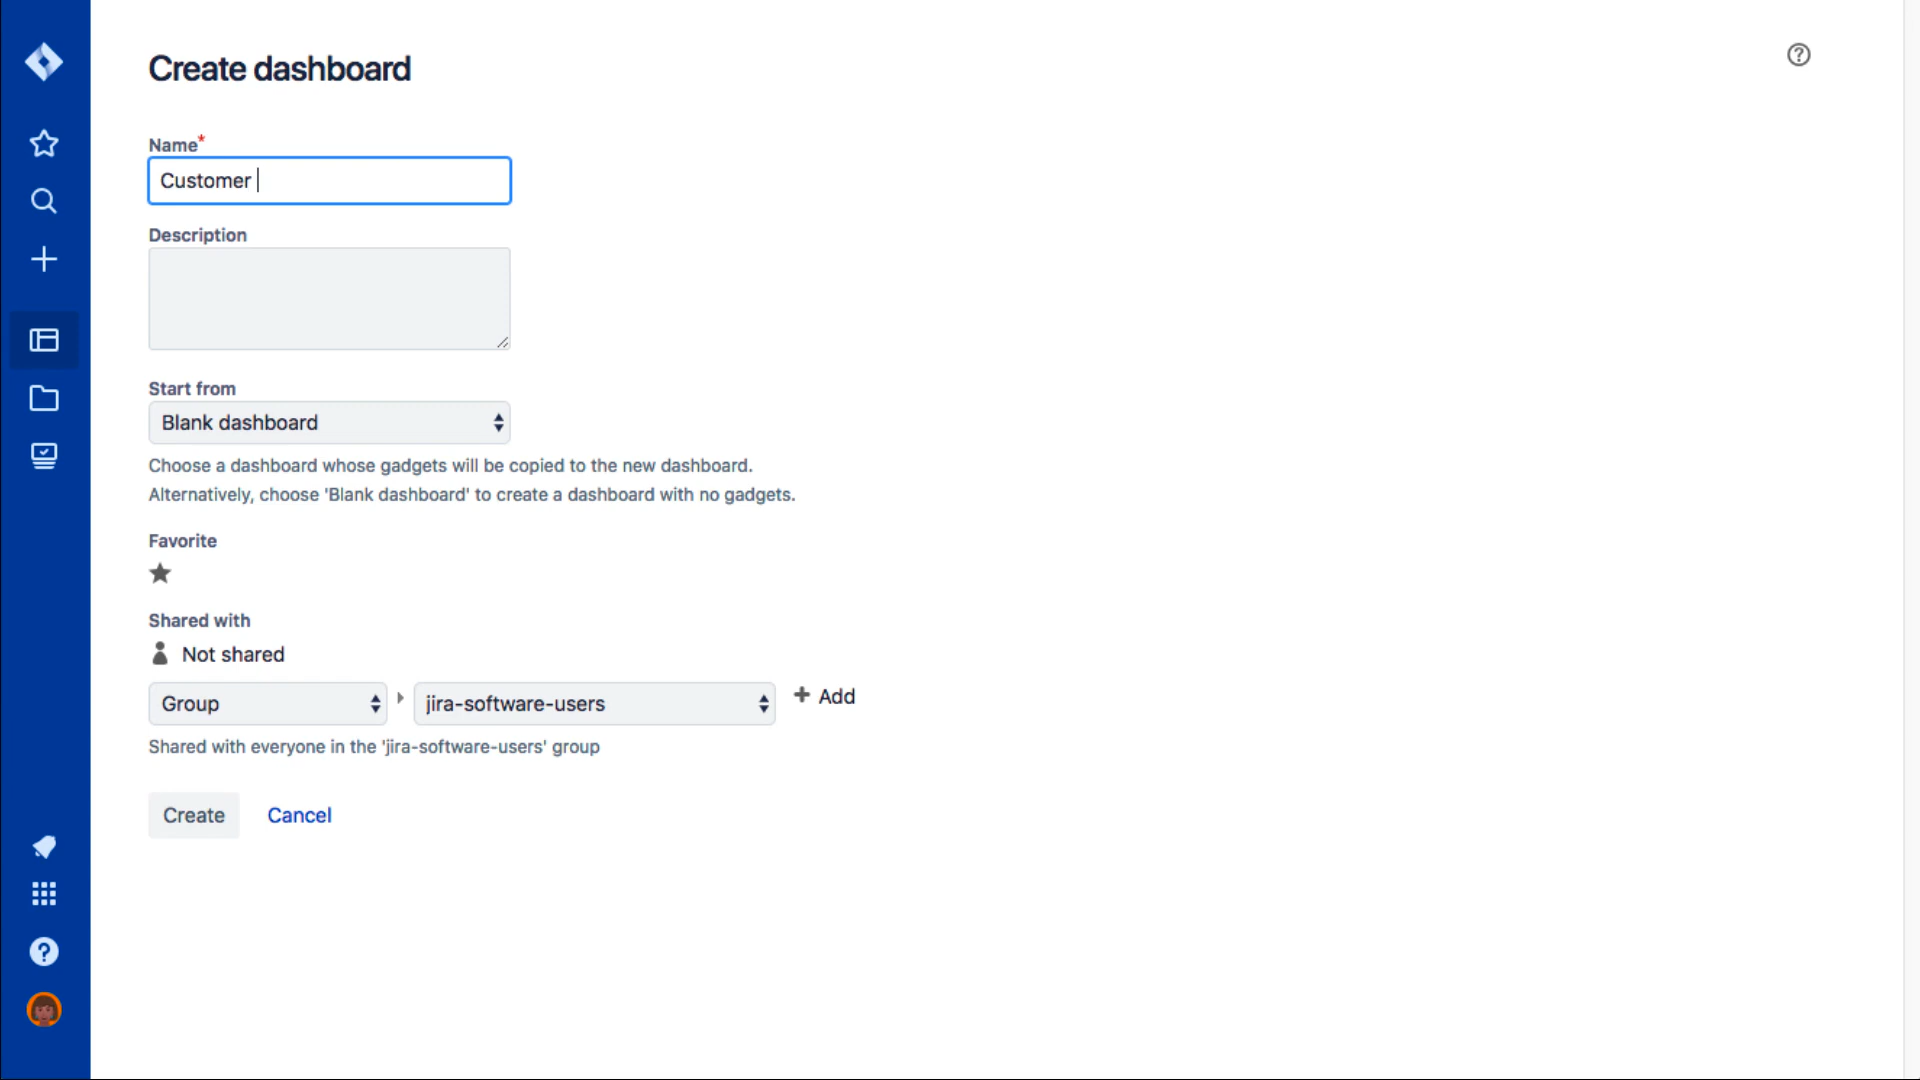 Create dashboard
Name*
Customer
Description
Start from
Blank dashboard
Choose a dashboard whose gadgets will be copied to the new dashboard.
Alternatively, choose 'Blank dashboard' to create a dashboard with no gadgets.
Favorite
Shared with
Not shared
Group
jira-software-users
Add
Shared with everyone in the 'jira-software-users' group
Create
Cancel